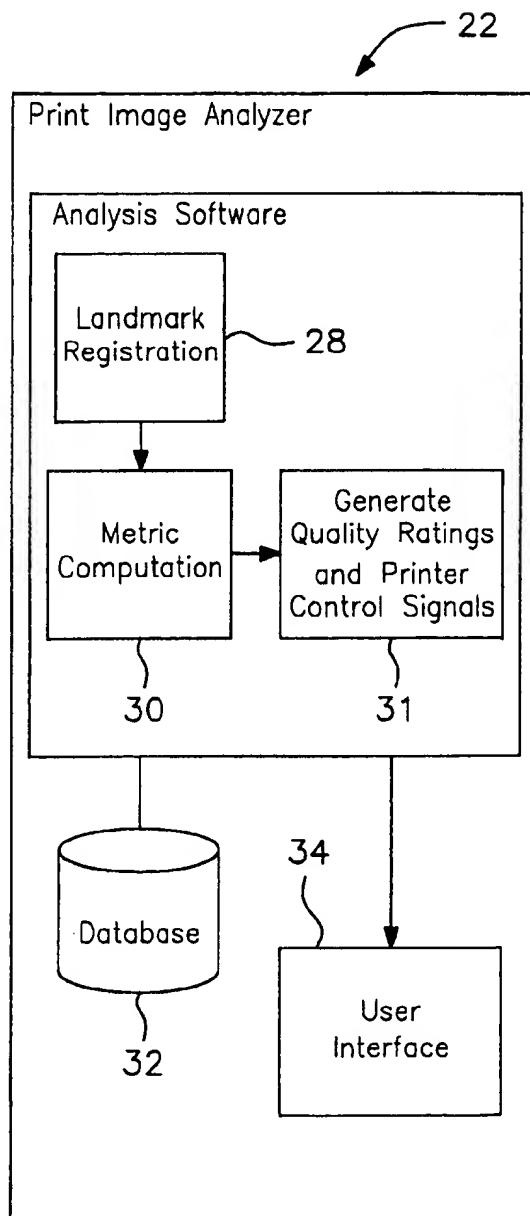 22
Print Image Analyzer
Analysis Software
Landmark
Registration
28
Metric
Computation
Generate
Quality Ratings
and Printer
Control Signals
30
31
34
Database
32
User
Interface